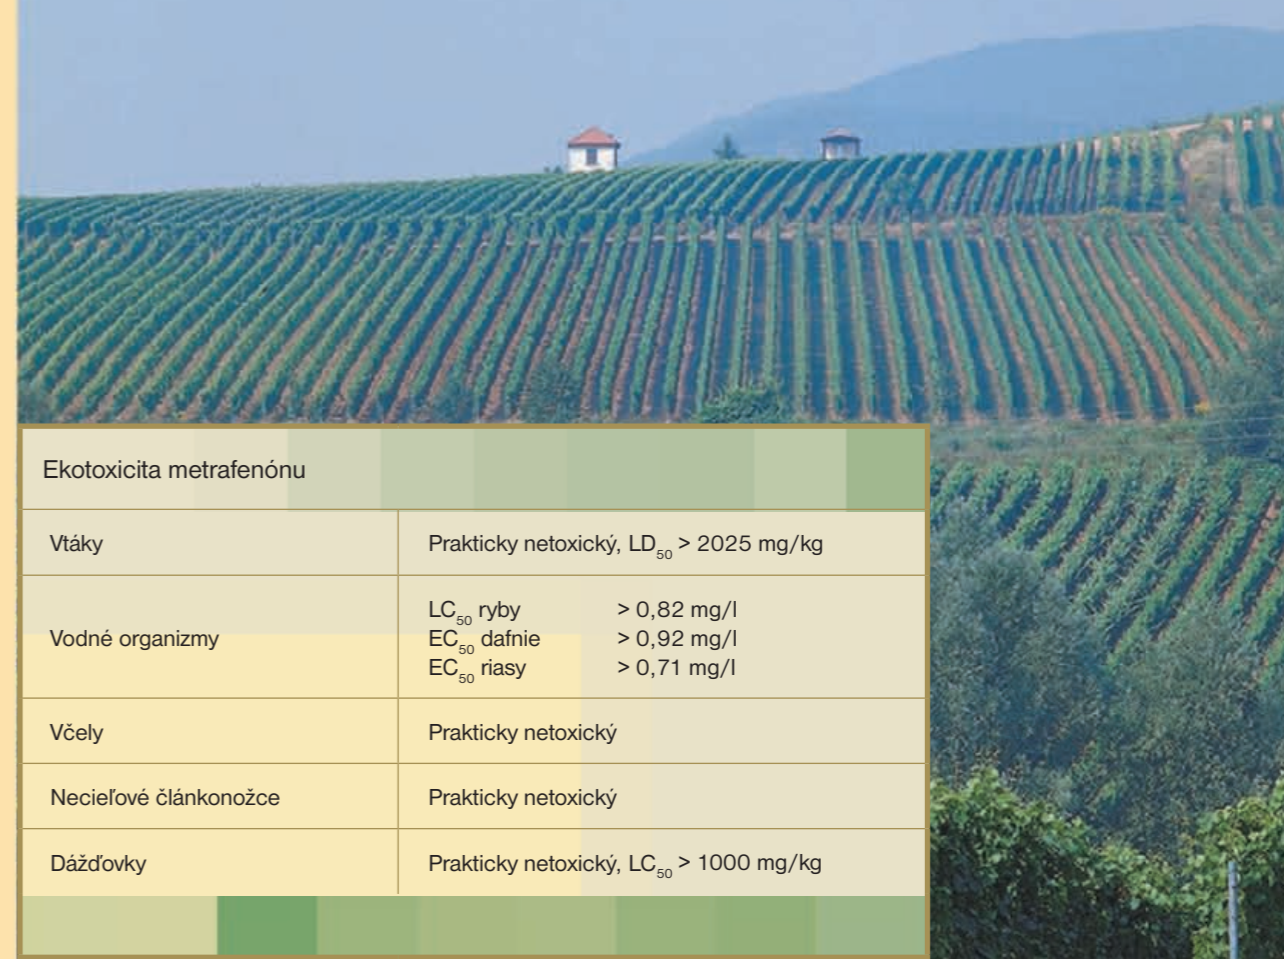 Ekotoxicita metrafenónu
Vtáky Prakticky netoxický, LD50 > 2025 mg/kg
Vodné organizmy
LC50 ryby > 0,82 mg/l
EC50 dafnie > 0,92 mg/l
EC50 riasy > 0,71 mg/l
Včely Prakticky netoxický
Necieľové článkonožce Prakticky netoxický
Dážďovky Prakticky netoxický, LC50 > 1000 mg/kg